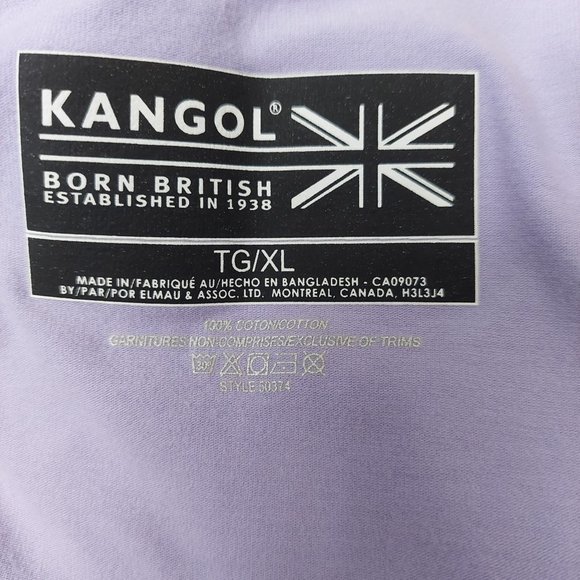 KANGOL®
BORN BRITISH
ESTABLISHED IN 1938
TG/XL
MADE IN/FABRIQUÉ AU/HECHO EN BANGLADESH - CA09073
BY/PAR/POR ELMAU & ASSOC. LTD. MONTREAL, CANADA, H3L3J4
100% COTON/COTTON
GARNITURES NON-COMPRISES/EXCLUSIVE OF TRIMS
30°
STYLE 50374